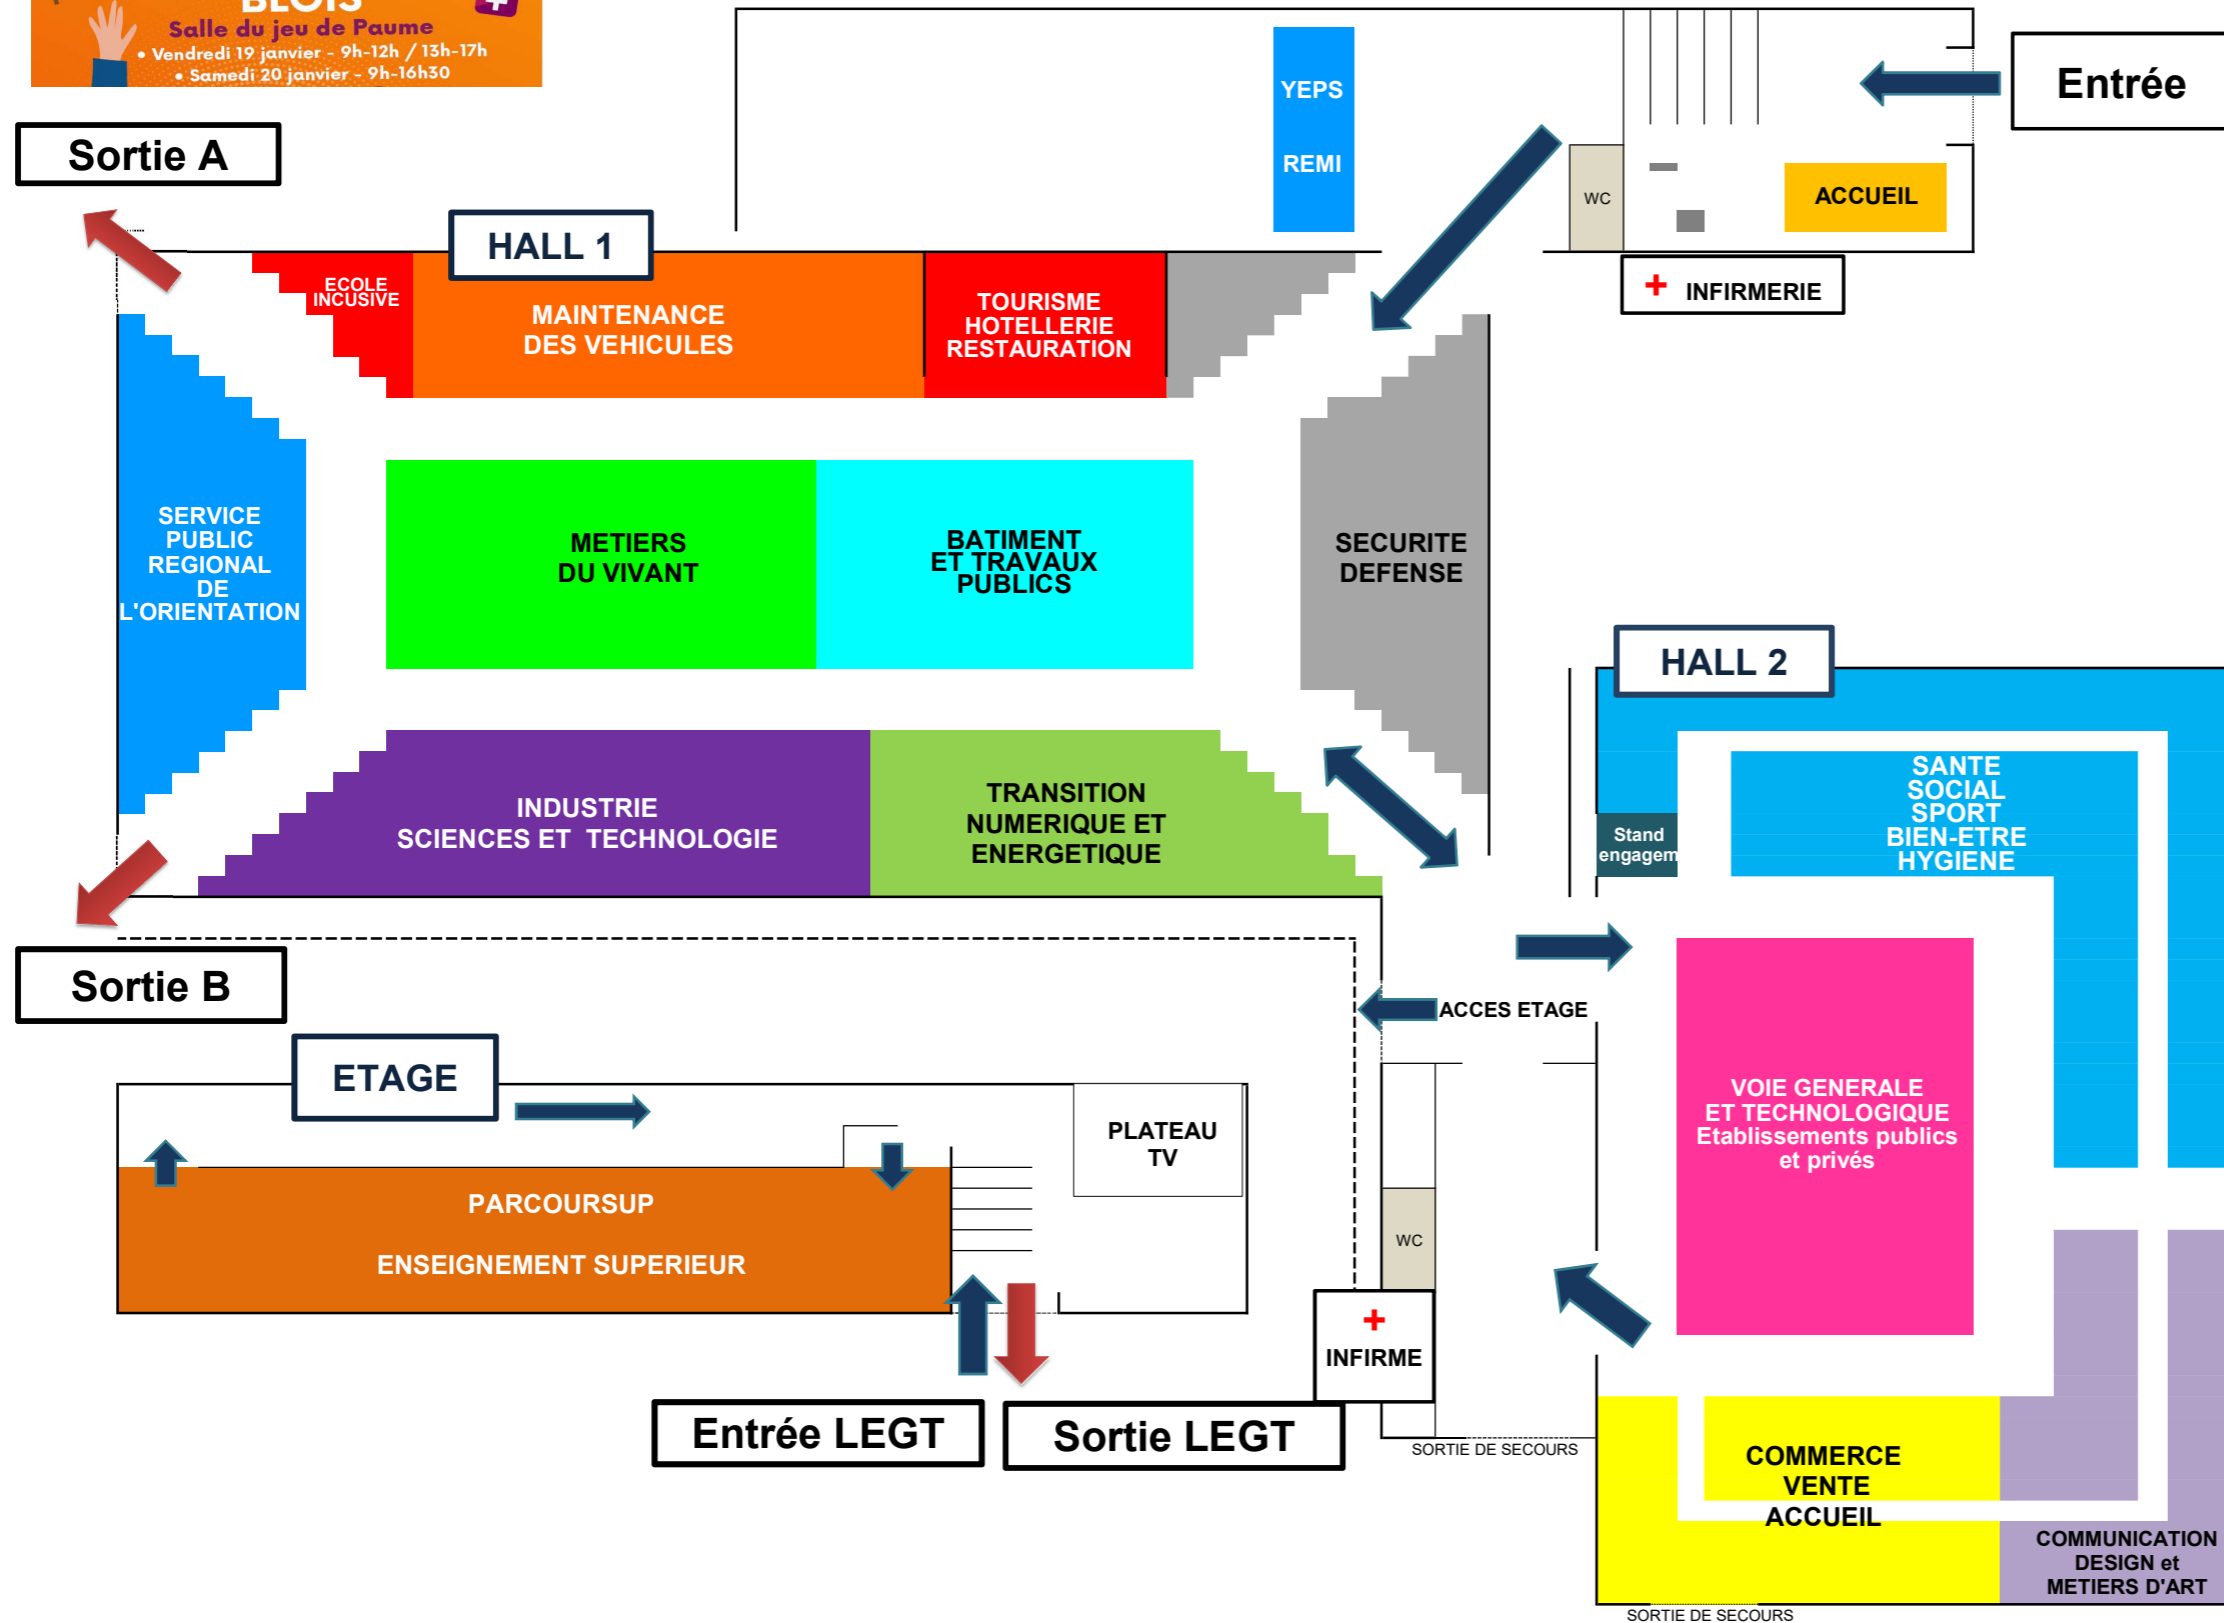 BLOIS
Salle du jeu de Paume
• Vendredi 19 janvier - 9h-12h / 13h-17h
• Samedi 20 janvier - 9h-16h30
Entrée
YEPS
REMI
WC
ACCUEIL
Sortie A
HALL 1
+ INFIRMERIE
ECOLE
INCUSIVE
MAINTENANCE
DES VEHICULES
TOURISME
HOTELLERIE
RESTAURATION
SERVICE
PUBLIC
REGIONAL
DE
L'ORIENTATION
METIERS
DU VIVANT
BATIMENT
ET TRAVAUX
PUBLICS
SECURITE
DEFENSE
HALL 2
INDUSTRIE
SCIENCES ET TECHNOLOGIE
TRANSITION
NUMERIQUE ET
ENERGETIQUE
SANTE
SOCIAL
SPORT
BIEN-ETRE
HYGIENE
Stand
engagem
Sortie B
ACCES ETAGE
ETAGE
PLATEAU
TV
VOIE GENERALE
ET TECHNOLOGIQUE
Etablissements publics
et privés
PARCOURSUP
ENSEIGNEMENT SUPERIEUR
WC
+
INFIRME
Entrée LEGT
Sortie LEGT
SORTIE DE SECOURS
COMMERCE
VENTE
ACCUEIL
COMMUNICATION
DESIGN et
METIERS D'ART
SORTIE DE SECOURS